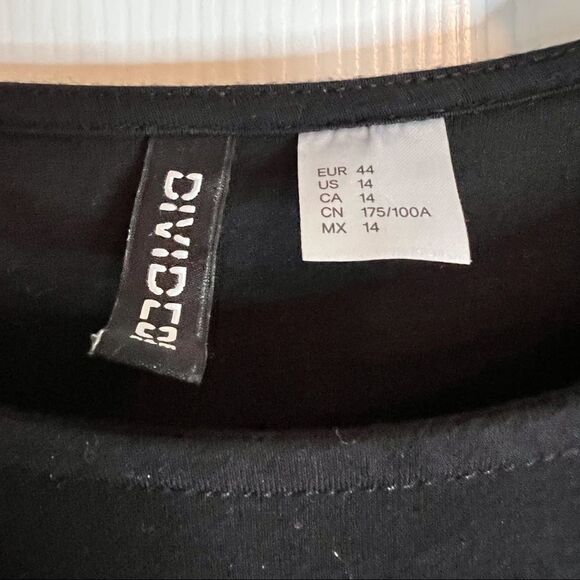 DIVIDED
EUR 44
US 14
CA 14
CN 175/100A
MX 14